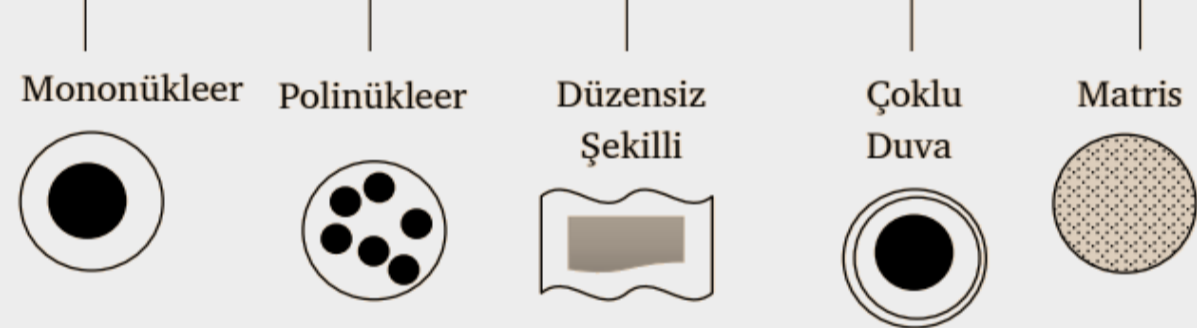 Mononükleer
Polinükleer
Düzensiz
Şekilli
Çoklu
Duva
Matris